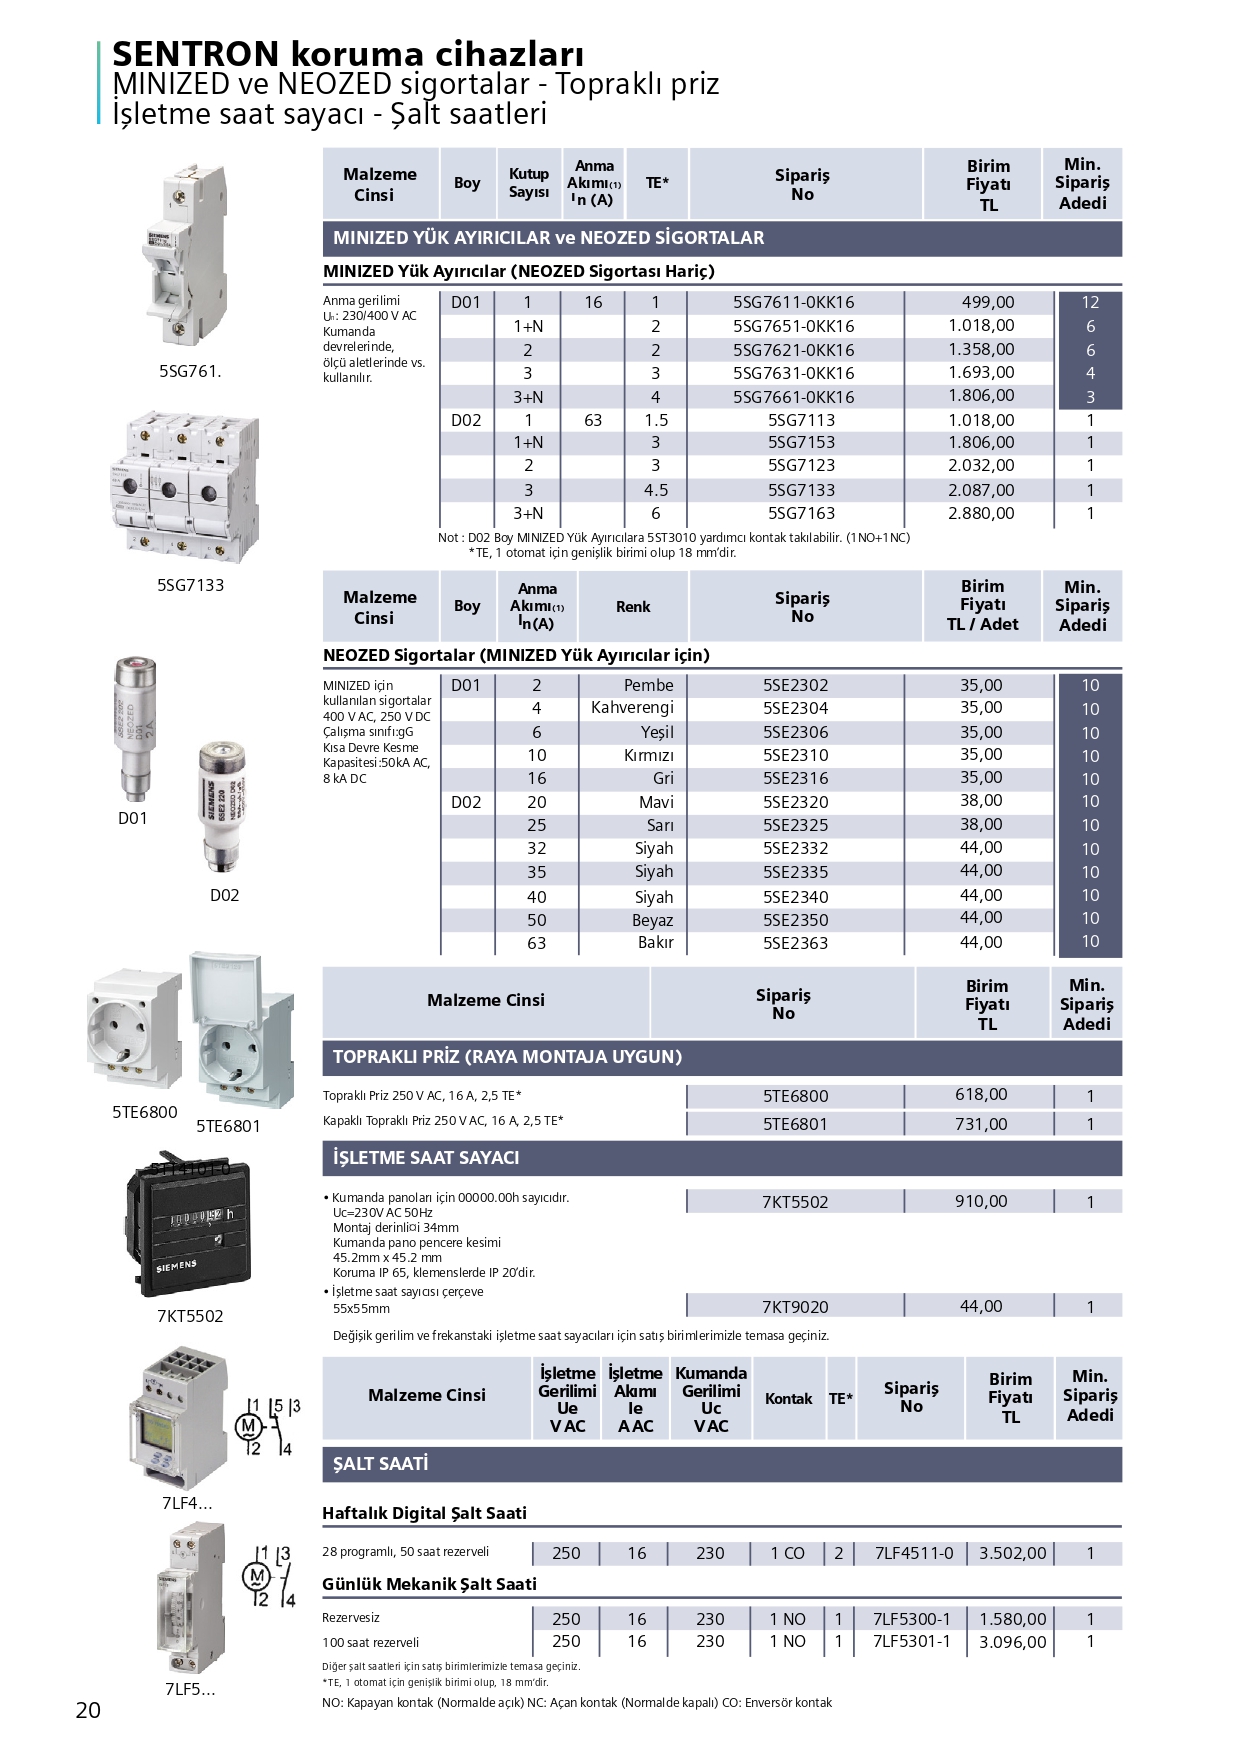 SENTRON koruma cihazları
MINIZED ve NEOZED sigortalar - Topraklı priz
İşletme saat sayacı - Şalt saatleri
Malzeme Cinsi Boy Kutup Sayısı Anma Akımı(1) In (A) TE* Sipariş No Birim Fiyatı TL Min. Sipariş Adedi
MINIZED YÜK AYIRICILAR ve NEOZED SİGORTALAR
MINIZED Yük Ayırıcılar (NEOZED Sigortası Hariç)
Anma gerilimi
Un: 230/400 V AC
Kumanda
devrelerinde,
ölçü aletlerinde vs.
kullanılır.
D01 1 16 1 5SG7611-0KK16 499,00 12
1+N 2 5SG7651-0KK16 1.018,00 6
2 2 5SG7621-0KK16 1.358,00 6
3 3 5SG7631-0KK16 1.693,00 4
3+N 4 5SG7661-0KK16 1.806,00 3
D02 1 63 1.5 5SG7113 1.018,00 1
1+N 3 5SG7153 1.806,00 1
2 3 5SG7123 2.032,00 1
3 4.5 5SG7133 2.087,00 1
3+N 6 5SG7163 2.880,00 1
Not : D02 Boy MINIZED Yük Ayırıcılara 5ST3010 yardımcı kontak takılabilir. (1NO+1NC)
*TE, 1 otomat için genişlik birimi olup 18 mm’dir.
5SG761.
5SG7133
Malzeme Cinsi Boy Anma Akımı(1) In(A) Renk Sipariş No Birim Fiyatı TL / Adet Min. Sipariş Adedi
NEOZED Sigortalar (MINIZED Yük Ayırıcılar için)
MINIZED için
kullanılan sigortalar
400 V AC, 250 V DC
Çalışma sınıfı:gG
Kısa Devre Kesme
Kapasitesi:50kA AC,
8 kA DC
D01 2 Pembe 5SE2302 35,00 10
4 Kahverengi 5SE2304 35,00 10
6 Yeşil 5SE2306 35,00 10
10 Kırmızı 5SE2310 35,00 10
16 Gri 5SE2316 35,00 10
D02 20 Mavi 5SE2320 38,00 10
25 Sarı 5SE2325 38,00 10
32 Siyah 5SE2332 44,00 10
35 Siyah 5SE2335 44,00 10
40 Siyah 5SE2340 44,00 10
50 Beyaz 5SE2350 44,00 10
63 Bakır 5SE2363 44,00 10
D01
D02
Malzeme Cinsi Sipariş No Birim Fiyatı TL Min. Sipariş Adedi
TOPRAKLI PRİZ (RAYA MONTAJA UYGUN)
Topraklı Priz 250 V AC, 16 A, 2,5 TE* 5TE6800 618,00 1
Kapaklı Topraklı Priz 250 V AC, 16 A, 2,5 TE* 5TE6801 731,00 1
5TE6800
5TE6801
İŞLETME SAAT SAYACI
• Kumanda panoları için 00000.00h sayıcıdır. 7KT5502 910,00 1
Uc=230V AC 50Hz
Montaj derinli¤i 34mm
Kumanda pano pencere kesimi
45.2mm x 45.2 mm
Koruma IP 65, klemenslerde IP 20’dir.
• İşletme saat sayıcısı çerçeve
55x55mm 7KT9020 44,00 1
Değişik gerilim ve frekanstaki işletme saat sayacıları için satış birimlerimizle temasa geçiniz.
h
SIEMENS
7KT5502
Malzeme Cinsi İşletme Gerilimi Ue V AC İşletme Akımı Ie A AC Kumanda Gerilimi Uc V AC Kontak TE* Sipariş No Birim Fiyatı TL Min. Sipariş Adedi
ŞALT SAATİ
Haftalık Digital Şalt Saati
28 programlı, 50 saat rezerveli 250 16 230 1 CO 2 7LF4511-0 3.502,00 1
Günlük Mekanik Şalt Saati
Rezervesiz 250 16 230 1 NO 1 7LF5300-1 1.580,00 1
100 saat rezerveli 250 16 230 1 NO 1 7LF5301-1 3.096,00 1
Diğer şalt saatleri için satış birimlerimizle temasa geçiniz.
*TE, 1 otomat için genişlik birimi olup, 18 mm’dir.
NO: Kapayan kontak (Normalde açık) NC: Açan kontak (Normalde kapalı) CO: Enversör kontak
1 5 3
M
2 4
7LF4...
1 3
M
2 4
7LF5...
20